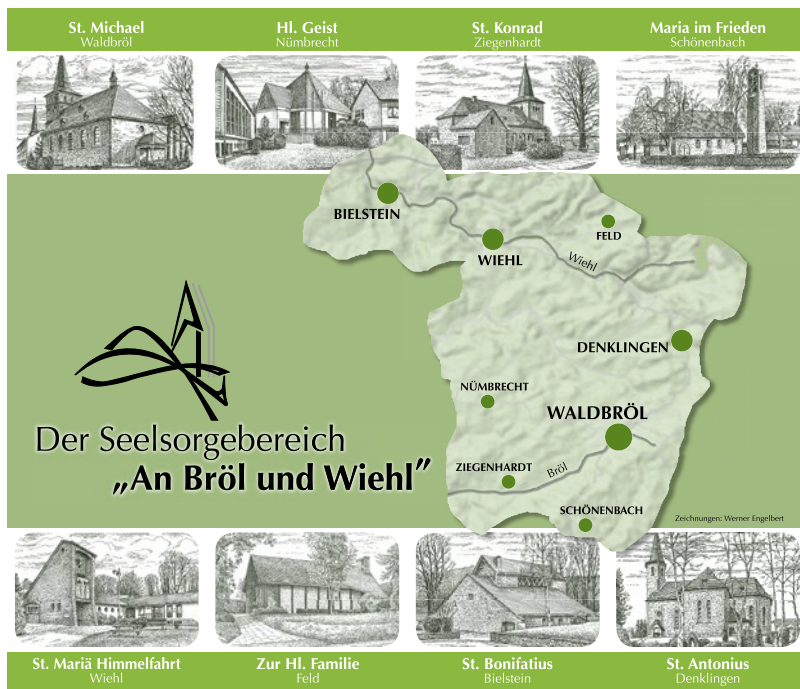 St. Michael
Waldbröl
Hl. Geist
Nümbrecht
St. Konrad
Ziegenhardt
Maria im Frieden
Schönenbach
BIELSTEIN
WIEHL
FELD
Wiehl
DENKLINGEN
NÜMBRECHT
WALDBRÖL
ZIEGENHARDT
Bröl
SCHÖNENBACH
Der Seelsorgebereich
„An Bröl und Wiehl”
Zeichnungen: Werner Engelbert
St. Mariä Himmelfahrt
Wiehl
Zur Hl. Familie
Feld
St. Bonifatius
Bielstein
St. Antonius
Denklingen